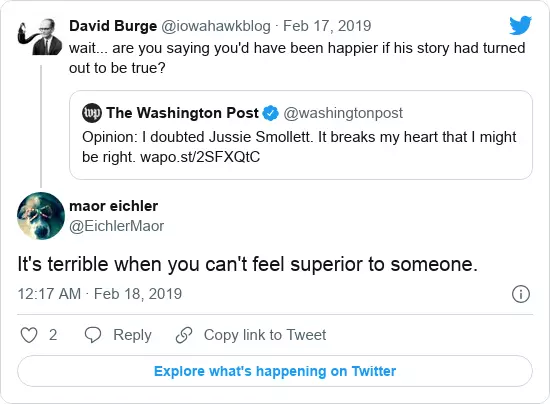 David Burge @iowahawkblog · Feb 17, 2019
wait... are you saying you'd have been happier if his story had turned
out to be true?
wp The Washington Post @washingtonpost
Opinion: I doubted Jussie Smollett. It breaks my heart that I might
be right. wapo.st/2SFXQtC
maor eichler
@EichlerMaor
It's terrible when you can't feel superior to someone.
12:17 AM · Feb 18, 2019
2 Reply Copy link to Tweet
Explore what's happening on Twitter